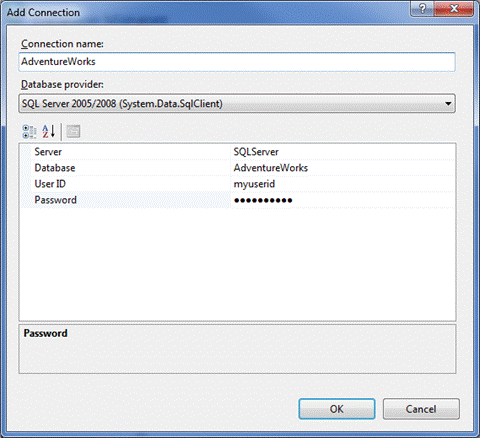 Add Connection
Connection name:
AdventureWorks
Database provider:
SQL Server 2005/2008 (System.Data.SqlClient)
Server SQLServer
Database AdventureWorks
User ID myuserid
Password ●●●●●●●●●●
Password
OK Cancel